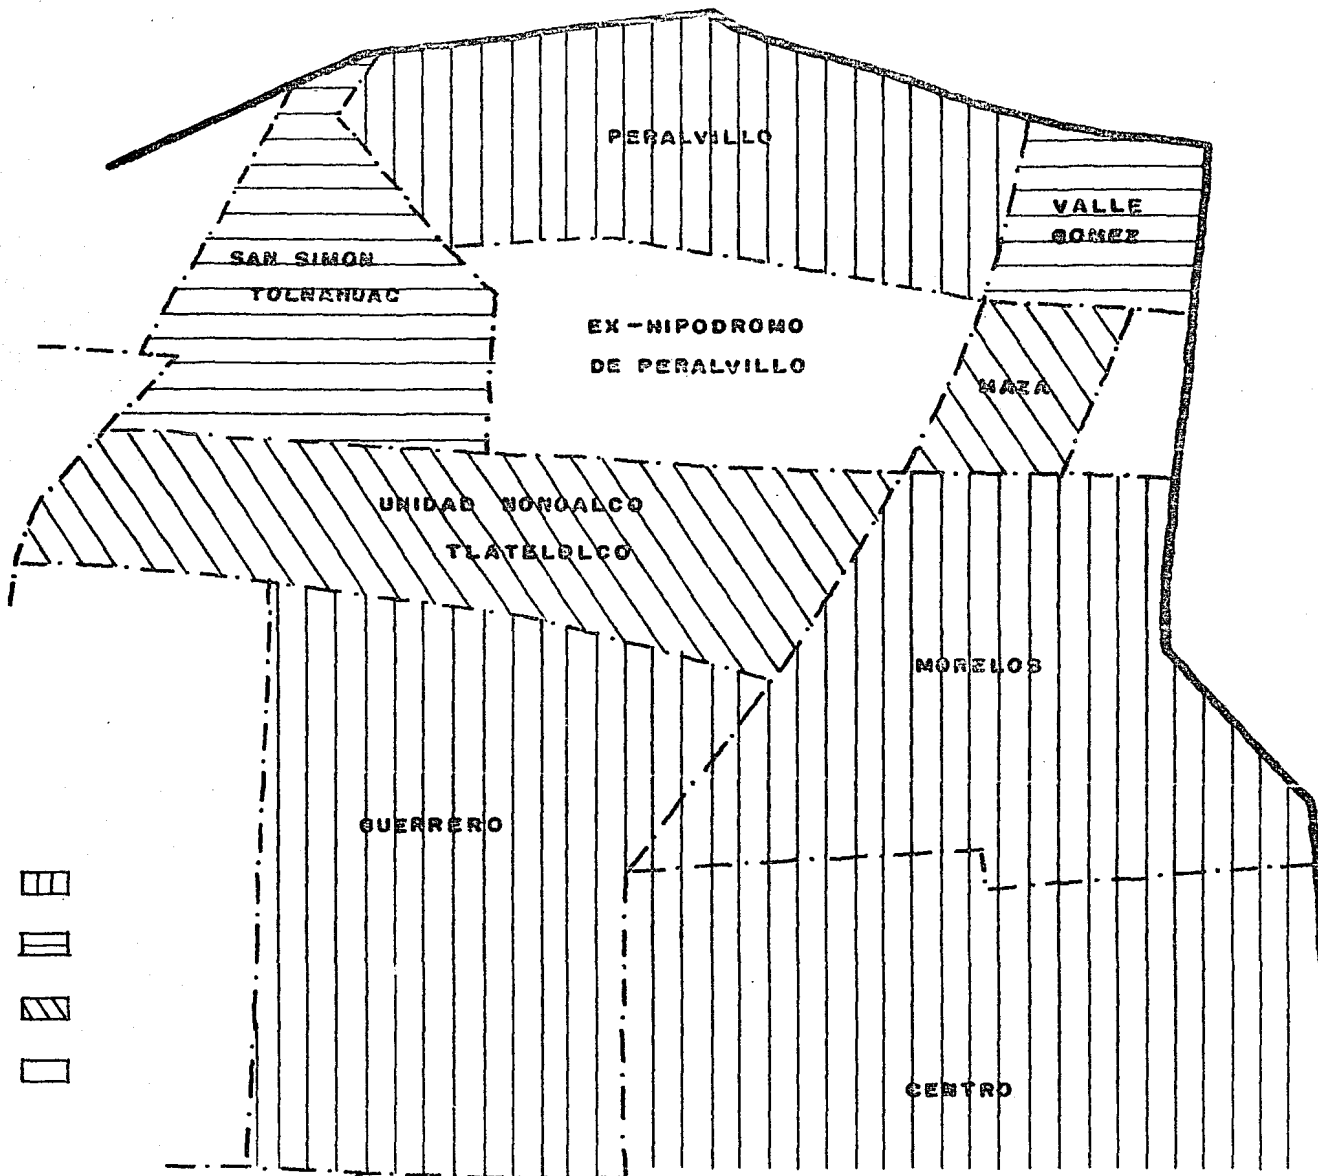 PERALVILLO
VALLE
GOMEZ
SAN SIMON
TOLNAHUAC
EX-HIPODROMO
DE PERALVILLO
MAZA
UNIDAD NONOALCO
TLATELOLCO
MORELOS
GUERRERO
CENTRO